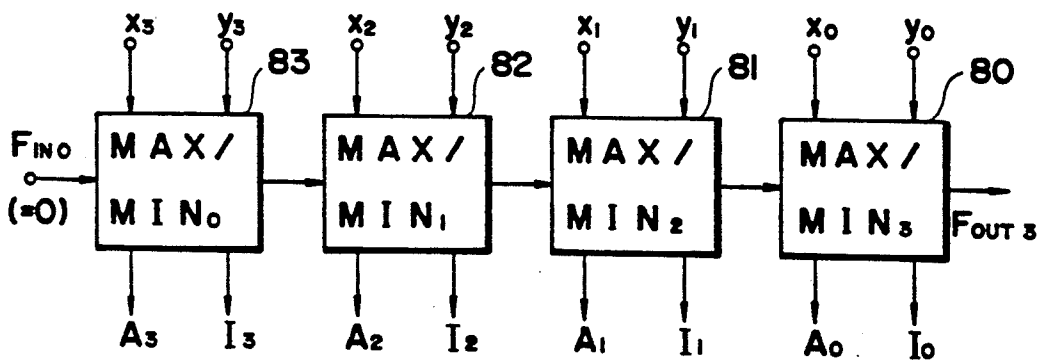 x3 y3 x2 y2 x1 y1 x0 y0
83 82 81 80
FIN0
(=0)
MAX/
MIN0
MAX/
MIN1
MAX/
MIN2
MAX/
MIN3
FOUT 3
A3 I3 A2 I2 A1 I1 A0 I0